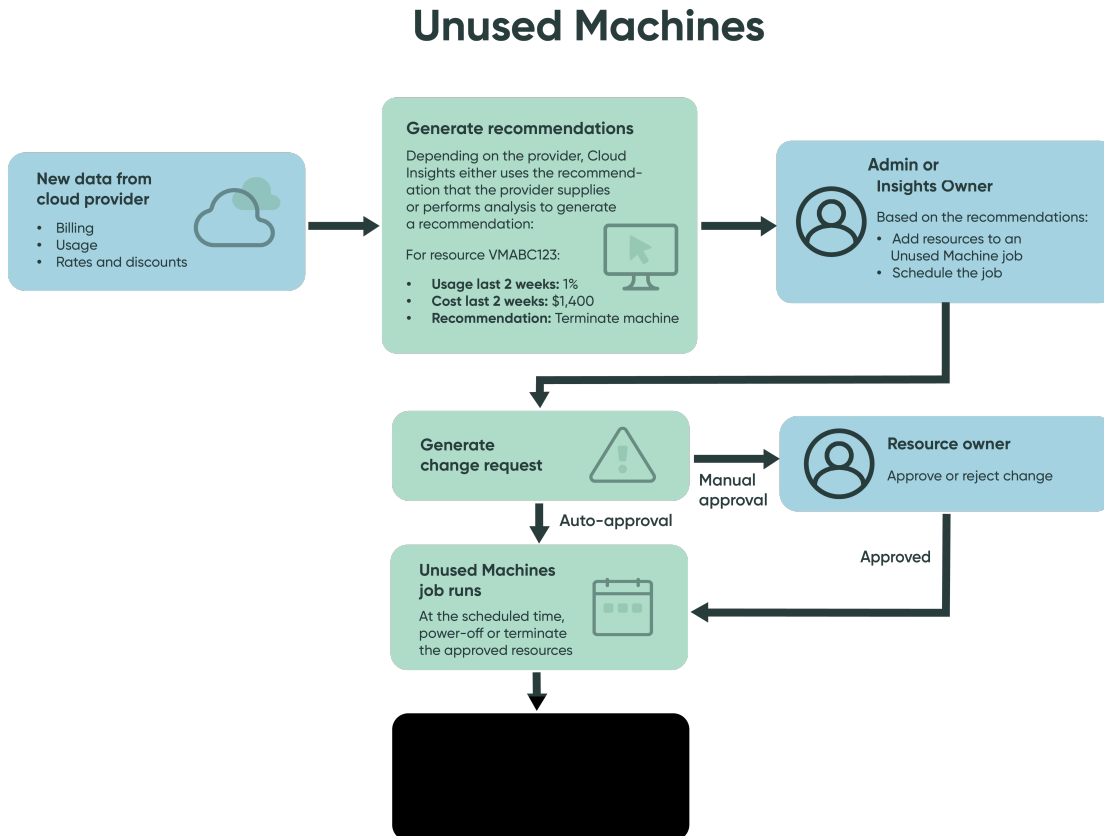 Unused Machines
New data from
cloud provider
• Billing
• Usage
• Rates and discounts
Generate recommendations
Depending on the provider, Cloud
Insights either uses the recommend-
ation that the provider supplies
or performs analysis to generate
a recommendation:
For resource VMABC123:
• Usage last 2 weeks: 1%
• Cost last 2 weeks: $1,400
• Recommendation: Terminate machine
Admin or
Insights Owner
Based on the recommendations:
• Add resources to an
Unused Machine job
• Schedule the job
Generate
change request
Manual
approval
Resource owner
Approve or reject change
Auto-approval
Approved
Unused Machines
job runs
At the scheduled time,
power-off or terminate
the approved resources